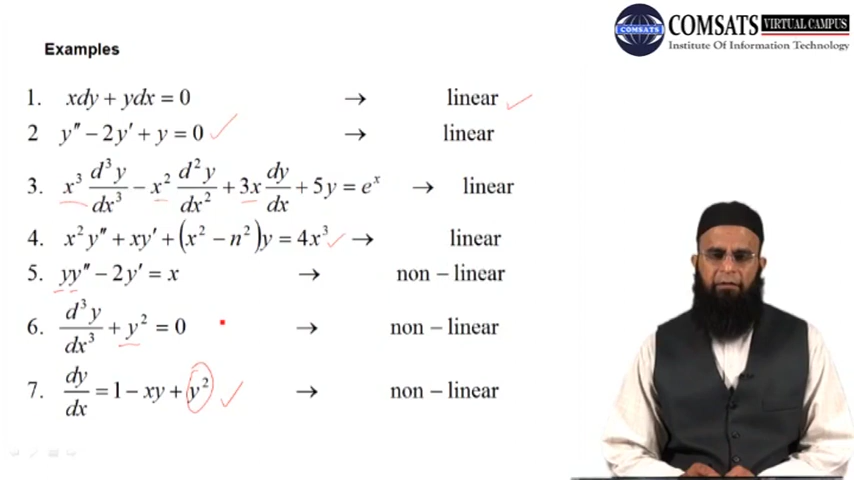 COMSATS VIRTUAL CAMPUS
COMSATS
Institute Of Information Technology
Examples
1. xdy + ydx = 0 → linear
2 y″ − 2y′ + y = 0 → linear
3. x³ d³y/dx³ − x² d²y/dx² + 3x dy/dx + 5y = eˣ → linear
4. x²y″ + xy′ + (x² − n²)y = 4x³ → linear
5. yy″ − 2y′ = x → non − linear
6. d³y/dx³ + y² = 0 → non − linear
7. dy/dx = 1 − xy + y² → non − linear